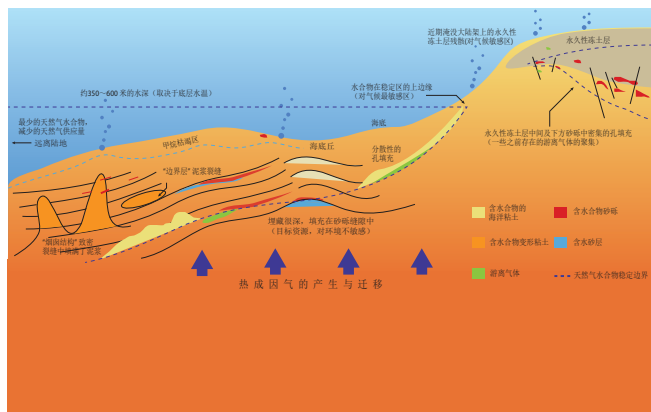 近期淹没大陆架上的永久性
冻土层残骸(对气候敏感区)
永久性冻土层
约350～600 米的水深（取决于底层水温）
水合物在稳定区的上边缘
（对气候最敏感区）
最少的天然气水合物，
减少的天然气供应量
远离陆地
甲烷枯竭区
海底丘
海底
分散性的
孔填充
永久性冻土层中间及下方砂砾中密集的孔填充
（一些之前存在的游离气体的聚集）
"边界层" 泥浆裂缝
"烟囱结构" 致密
裂缝中填满了泥浆
埋藏很深，填充在砂砾缝隙中
（目标资源，对环境不敏感）
含水合物的
海洋粘土
含水合物砂砾
含水合物变形粘土
含水砂层
游离气体
天然气水合物稳定边界
热成因气的产生与迁移